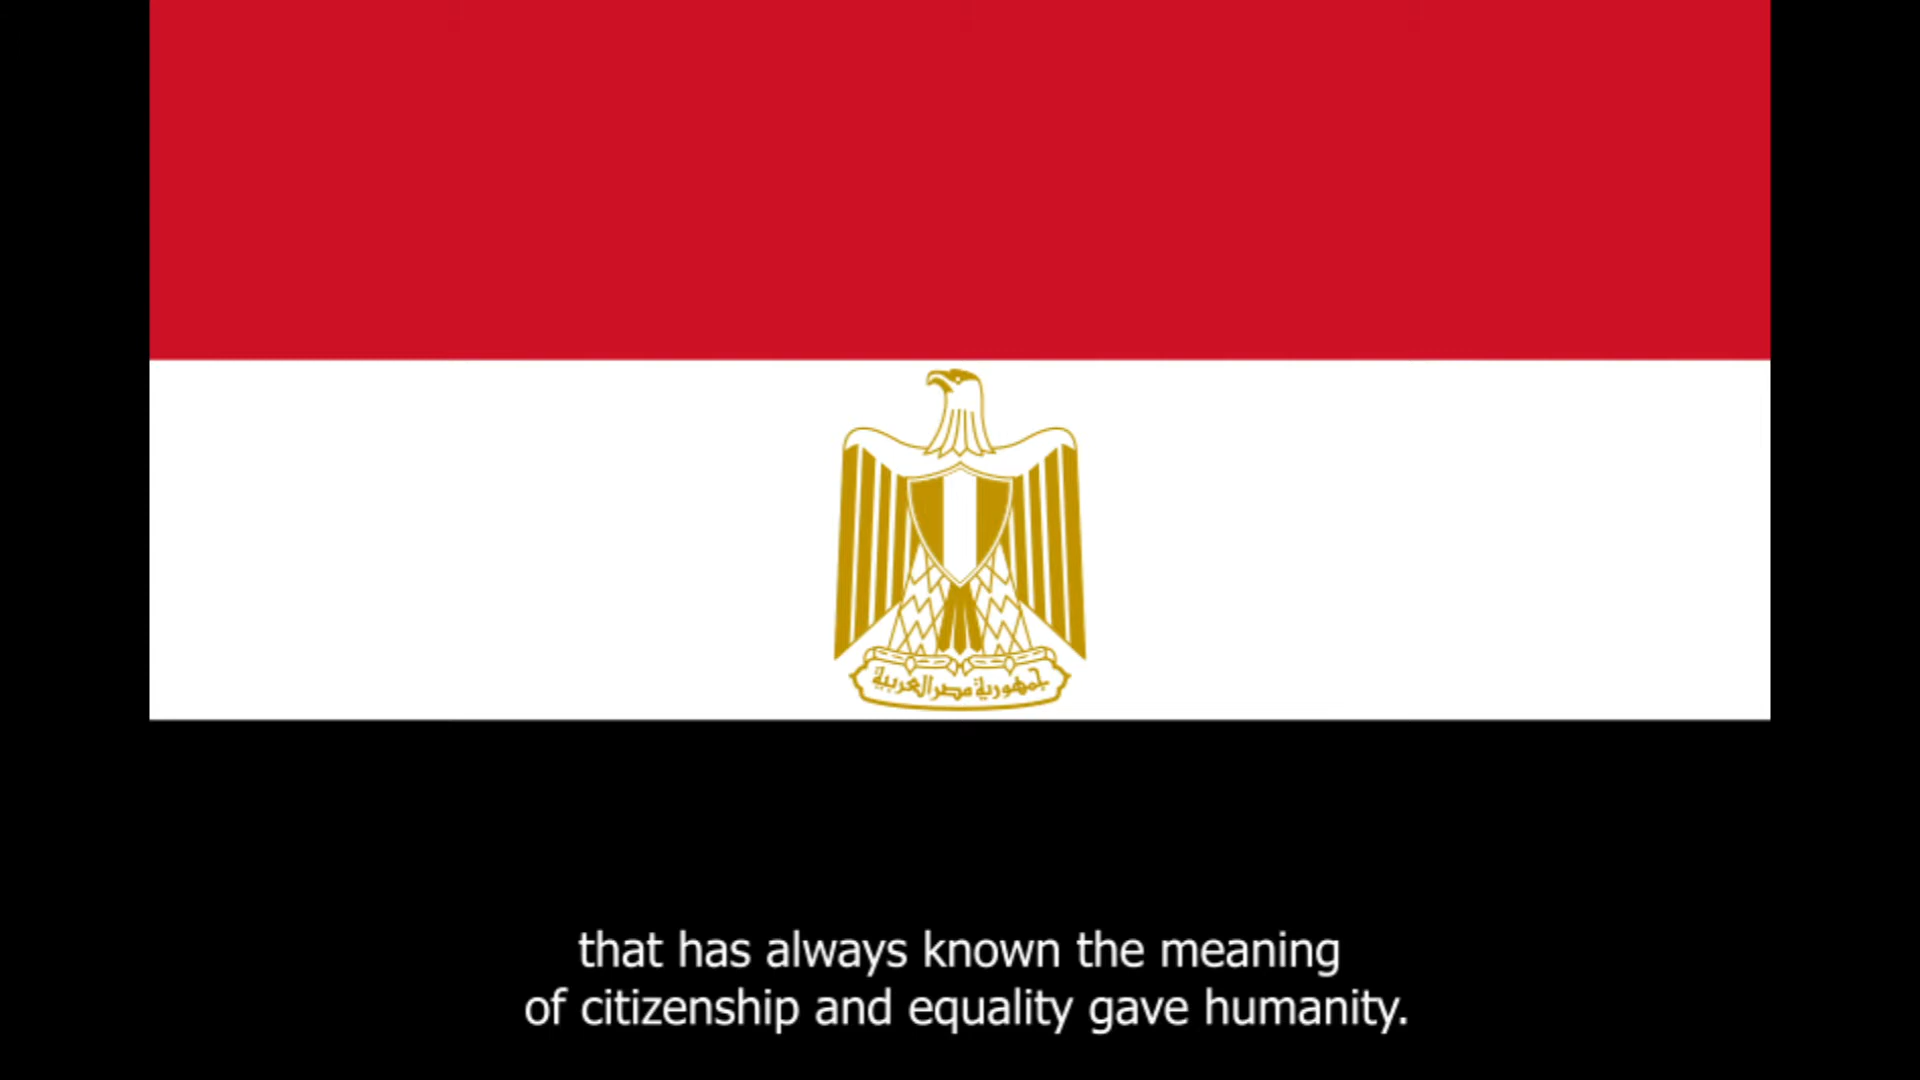 جمهورية مصر العربية
that has always known the meaning
of citizenship and equality gave humanity.